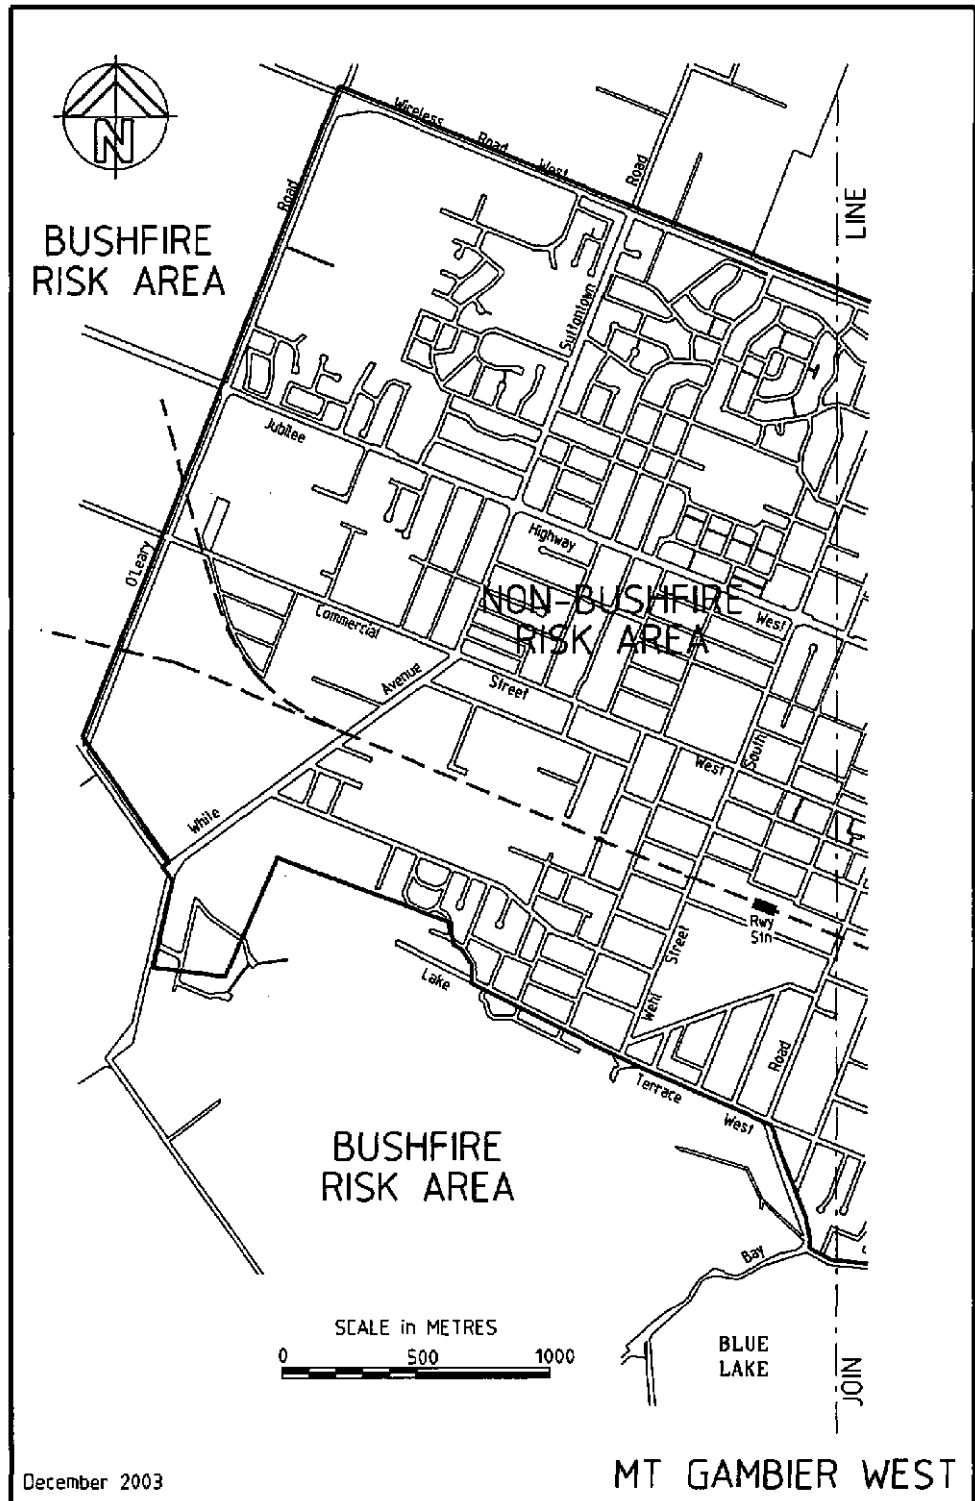 N
BUSHFIRE
RISK AREA
Wireless
Road
West
Road
Road
LINE
Suttontown
Jubilee
Highway
O'Leary
NON-BUSHFIRE
RISK AREA
West
Commercial
Avenue
Street
West
South
White
Rwy
Stn
Street
Lake
Wehl
Road
Terrace
West
BUSHFIRE
RISK AREA
Bay
SCALE in METRES
0 500 1000
BLUE
LAKE
JOIN
December 2003
MT GAMBIER WEST